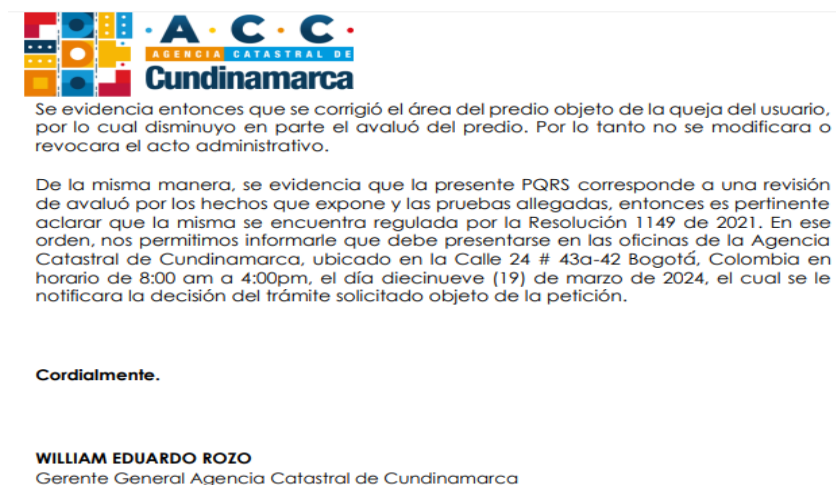 · A · C · C ·
AGENCIA CATASTRAL DE
Cundinamarca
Se evidencia entonces que se corrigió el área del predio objeto de la queja del usuario,
por lo cual disminuyo en parte el avaluó del predio. Por lo tanto no se modificara o
revocara el acto administrativo.
De la misma manera, se evidencia que la presente PQRS corresponde a una revisión
de avaluó por los hechos que expone y las pruebas allegadas, entonces es pertinente
aclarar que la misma se encuentra regulada por la Resolución 1149 de 2021. En ese
orden, nos permitimos informarle que debe presentarse en las oficinas de la Agencia
Catastral de Cundinamarca, ubicado en la Calle 24 # 43a-42 Bogotá, Colombia en
horario de 8:00 am a 4:00pm, el día diecinueve (19) de marzo de 2024, el cual se le
notificara la decisión del trámite solicitado objeto de la petición.
Cordialmente.
WILLIAM EDUARDO ROZO
Gerente General Agencia Catastral de Cundinamarca